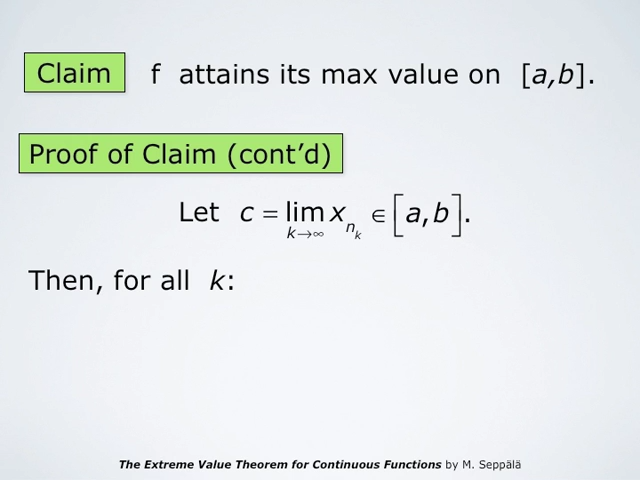 Claim f attains its max value on [a,b].
Proof of Claim (cont’d)
Let c = lim x_{n_k} ∈ [a,b].
k→∞
Then, for all k:
The Extreme Value Theorem for Continuous Functions by M. Seppälä